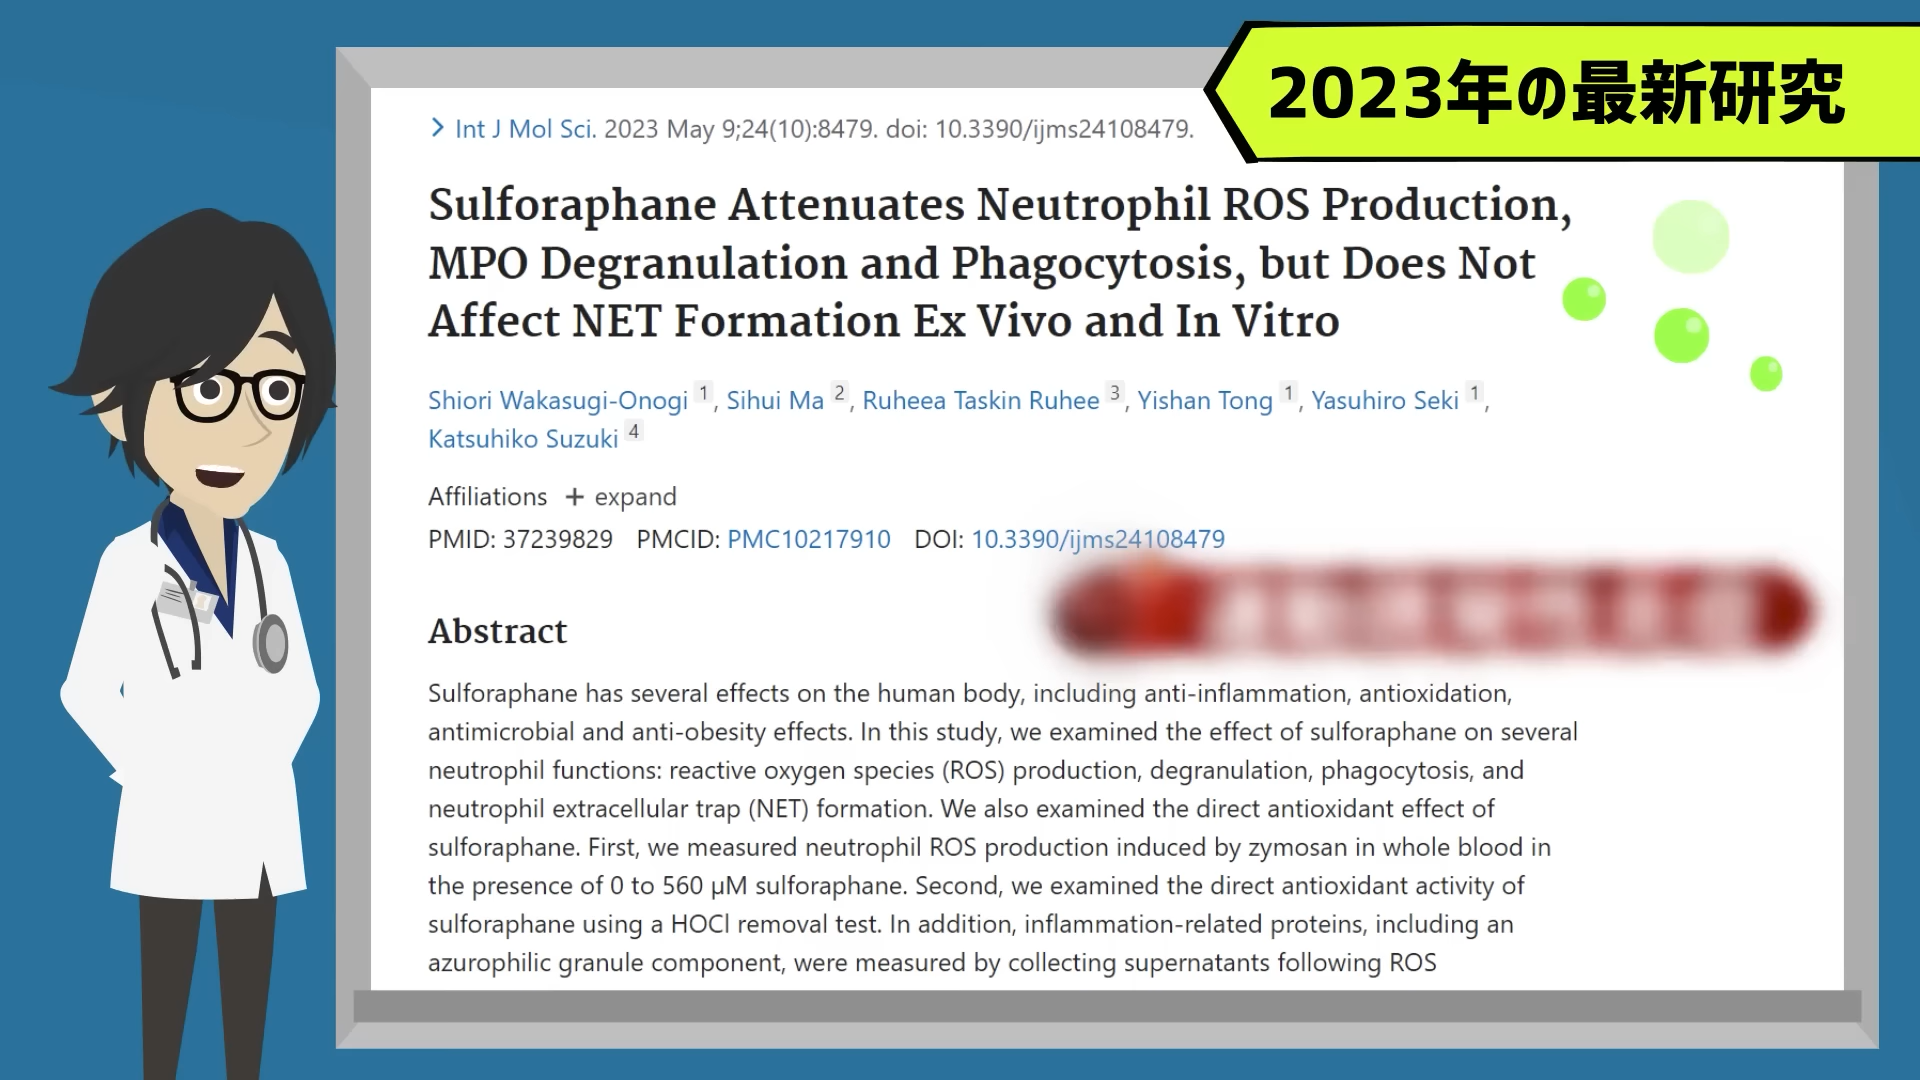 2023年の最新研究
Int J Mol Sci. 2023 May 9;24(10):8479. doi: 10.3390/ijms24108479.
Sulforaphane Attenuates Neutrophil ROS Production,
MPO Degranulation and Phagocytosis, but Does Not
Affect NET Formation Ex Vivo and In Vitro
Shiori Wakasugi-Onogi 1, Sihui Ma 2, Ruheea Taskin Ruhee 3, Yishan Tong 1, Yasuhiro Seki 1,
Katsuhiko Suzuki 4
Affiliations + expand
PMID: 37239829 PMCID: PMC10217910 DOI: 10.3390/ijms24108479
Abstract
Sulforaphane has several effects on the human body, including anti-inflammation, antioxidation,
antimicrobial and anti-obesity effects. In this study, we examined the effect of sulforaphane on several
neutrophil functions: reactive oxygen species (ROS) production, degranulation, phagocytosis, and
neutrophil extracellular trap (NET) formation. We also examined the direct antioxidant effect of
sulforaphane. First, we measured neutrophil ROS production induced by zymosan in whole blood in
the presence of 0 to 560 μM sulforaphane. Second, we examined the direct antioxidant activity of
sulforaphane using a HOCl removal test. In addition, inflammation-related proteins, including an
azurophilic granule component, were measured by collecting supernatants following ROS